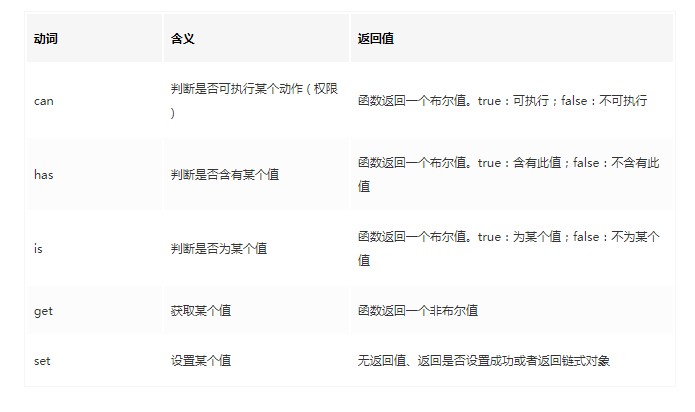 动词 含义 返回值
can 判断是否可执行某个动作 ( 权限
) 函数返回一个布尔值。true：可执行；false：不可执行
has 判断是否含有某个值 函数返回一个布尔值。true：含有此值；false：不含有此
值
is 判断是否为某个值 函数返回一个布尔值。true：为某个值；false：不为某个
值
get 获取某个值 函数返回一个非布尔值
set 设置某个值 无返回值、返回是否设置成功或者返回链式对象